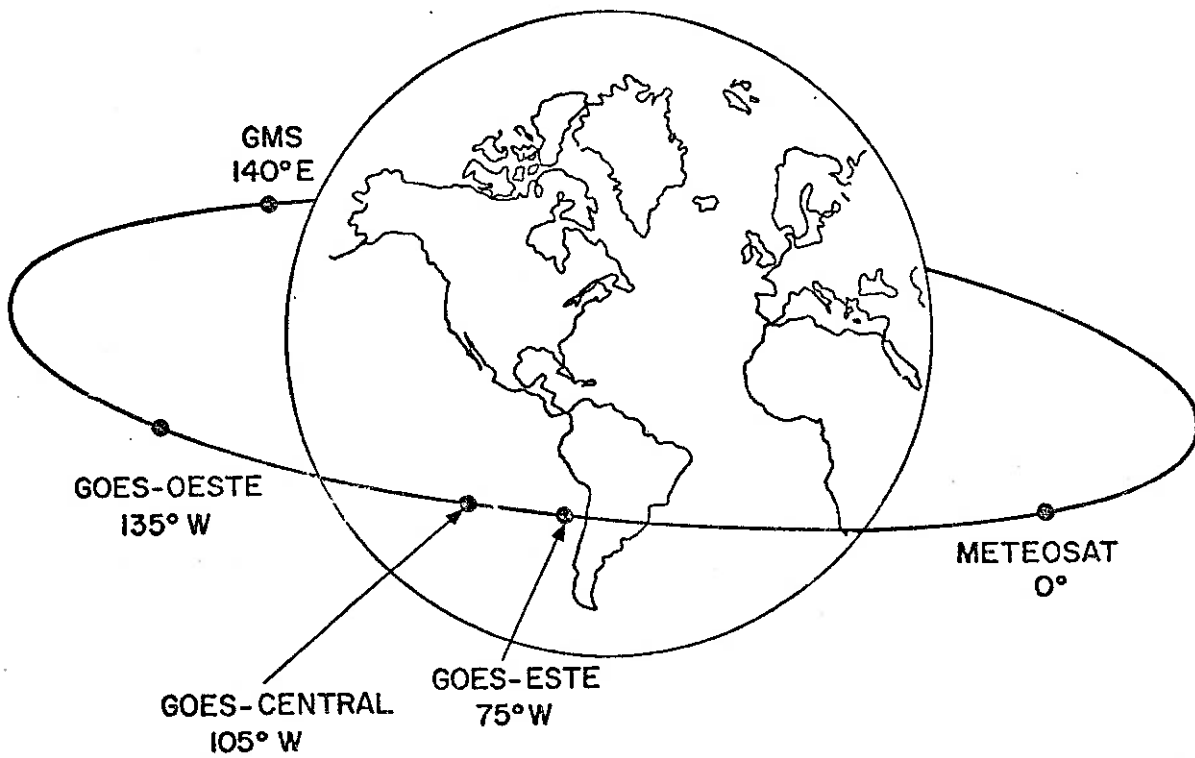 GMS
140°E
GOES-OESTE
135° W
METEOSAT
0°
GOES-ESTE
75°W
GOES-CENTRAL
105° W